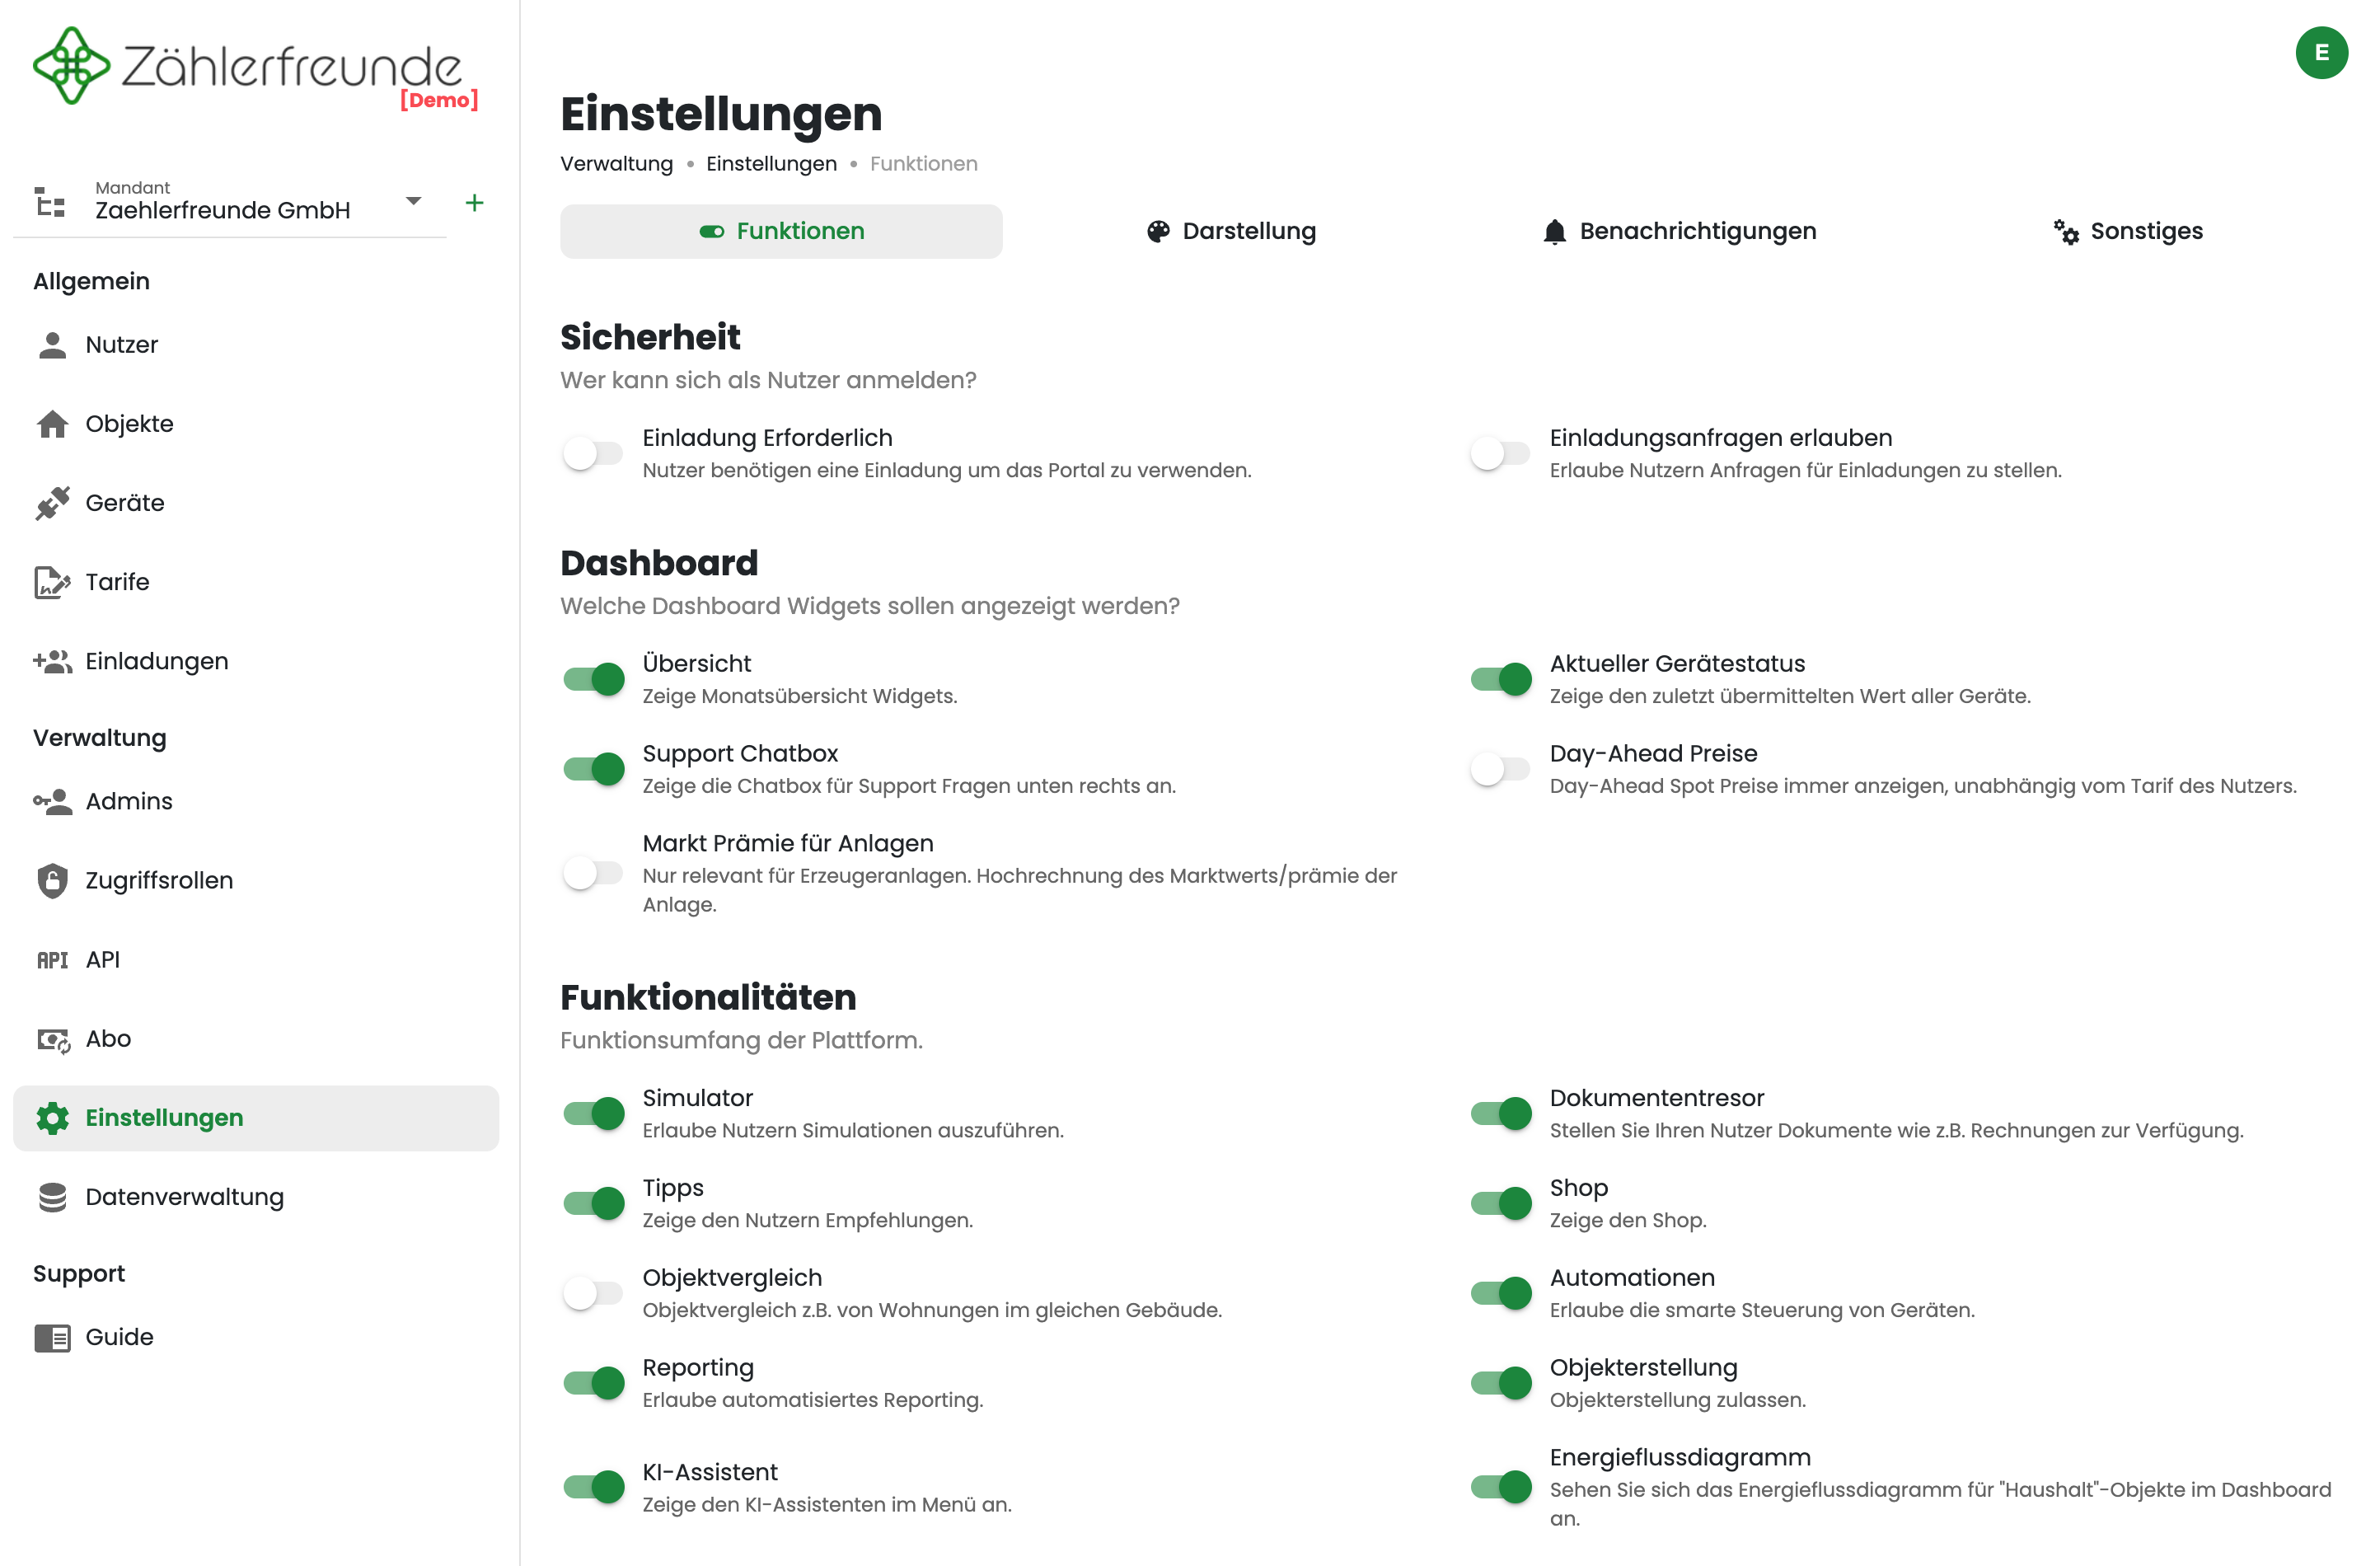 Zählerfreunde
[Demo]
E
Mandant
Zaehlerfreunde GmbH
+
Allgemein
Nutzer
Objekte
Geräte
Tarife
Einladungen
Verwaltung
Admins
Zugriffsrollen
API API
Abo
Einstellungen
Datenverwaltung
Support
Guide
Einstellungen
Verwaltung • Einstellungen • Funktionen
Funktionen
Darstellung
Benachrichtigungen
Sonstiges
Sicherheit
Wer kann sich als Nutzer anmelden?
Einladung Erforderlich
Nutzer benötigen eine Einladung um das Portal zu verwenden.
Einladungsanfragen erlauben
Erlaube Nutzern Anfragen für Einladungen zu stellen.
Dashboard
Welche Dashboard Widgets sollen angezeigt werden?
Übersicht
Zeige Monatsübersicht Widgets.
Aktueller Gerätestatus
Zeige den zuletzt übermittelten Wert aller Geräte.
Support Chatbox
Zeige die Chatbox für Support Fragen unten rechts an.
Day-Ahead Preise
Day-Ahead Spot Preise immer anzeigen, unabhängig vom Tarif des Nutzers.
Markt Prämie für Anlagen
Nur relevant für Erzeugeranlagen. Hochrechnung des Marktwerts/prämie der
Anlage.
Funktionalitäten
Funktionsumfang der Plattform.
Simulator
Erlaube Nutzern Simulationen auszuführen.
Dokumententresor
Stellen Sie Ihren Nutzer Dokumente wie z.B. Rechnungen zur Verfügung.
Tipps
Zeige den Nutzern Empfehlungen.
Shop
Zeige den Shop.
Objektvergleich
Objektvergleich z.B. von Wohnungen im gleichen Gebäude.
Automationen
Erlaube die smarte Steuerung von Geräten.
Reporting
Erlaube automatisiertes Reporting.
Objekterstellung
Objekterstellung zulassen.
KI-Assistent
Zeige den KI-Assistenten im Menü an.
Energieflussdiagramm
Sehen Sie sich das Energieflussdiagramm für "Haushalt"-Objekte im Dashboard
an.